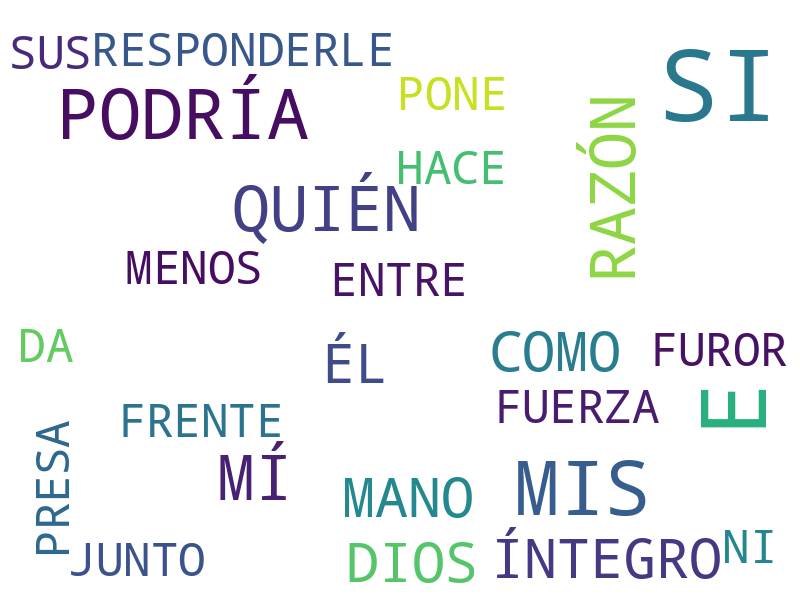 SUS RESPONDERLE
PODRÍA
PONE
SI
HACE
RAZÓN
QUIÉN
MENOS
ENTRE
DA
ÉL
COMO
FUROR
FRENTE
FUERZA
E
PRESA
MÍ
MANO
MIS
JUNTO
DIOS
ÍNTEGRO
NI